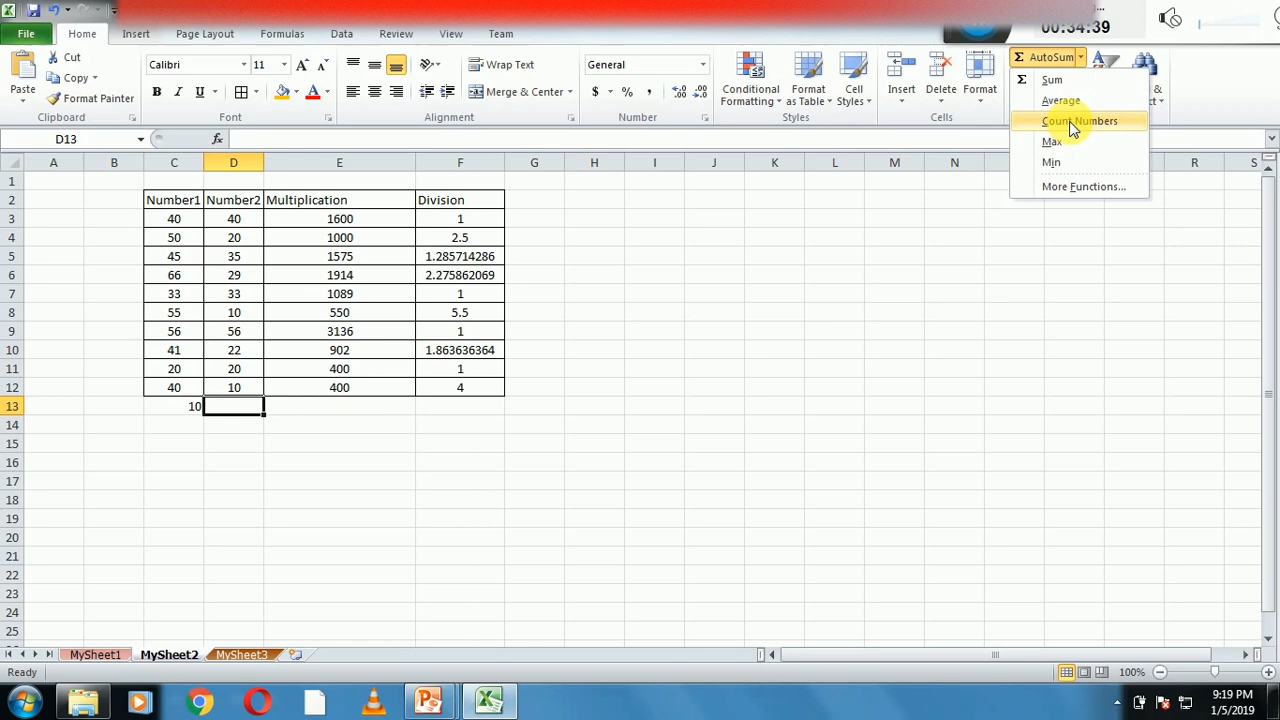 00:34:39
File Home Insert Page Layout Formulas Data Review View Team
Cut
Copy
Format Painter
Paste
Clipboard
Calibri 11
B I U
Font
Wrap Text
Merge & Center
Alignment
General
$ % ,
Number
Conditional Formatting
Format as Table
Cell Styles
Styles
Insert Delete Format
Cells
Σ AutoSum
Σ Sum
Average
Count Numbers
Max
Min
More Functions...
D13 fx
A B C D E F G H I J K L M N R S
1
2 Number1 Number2 Multiplication Division
3 40 40 1600 1
4 50 20 1000 2.5
5 45 35 1575 1.285714286
6 66 29 1914 2.275862069
7 33 33 1089 1
8 55 10 550 5.5
9 56 56 3136 1
10 41 22 902 1.863636364
11 20 20 400 1
12 40 10 400 4
13 10
14
15
16
17
18
19
20
21
22
23
24
25
MySheet1 MySheet2 MySheet3
Ready 100%
9:19 PM
1/5/2019